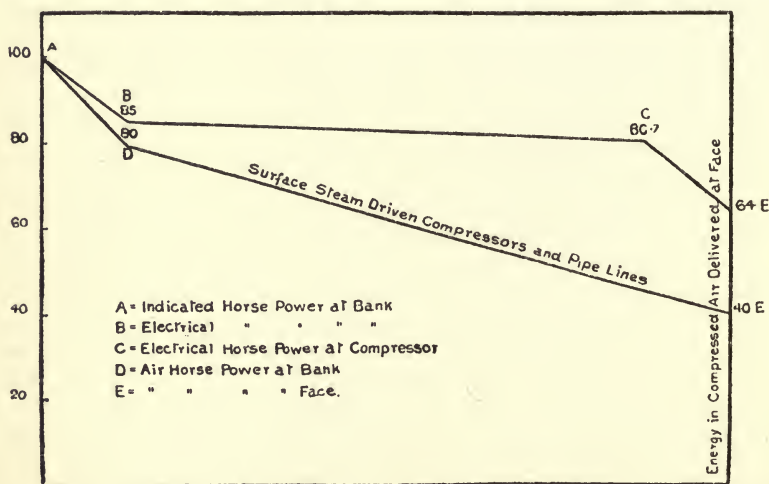 A
100
B
85
C
80.7
80
80
D
Surface Steam Driven Compressors and Pipe Lines
64 E
60
40 E
40
A= Indicated Horse Power at Bank
B= Electrical " " " "
C= Electrical Horse Power at Compressor
D= Air Horse Power at Bank
E= " " " " Face.
20
Energy in Compressed Air Delivered at Face